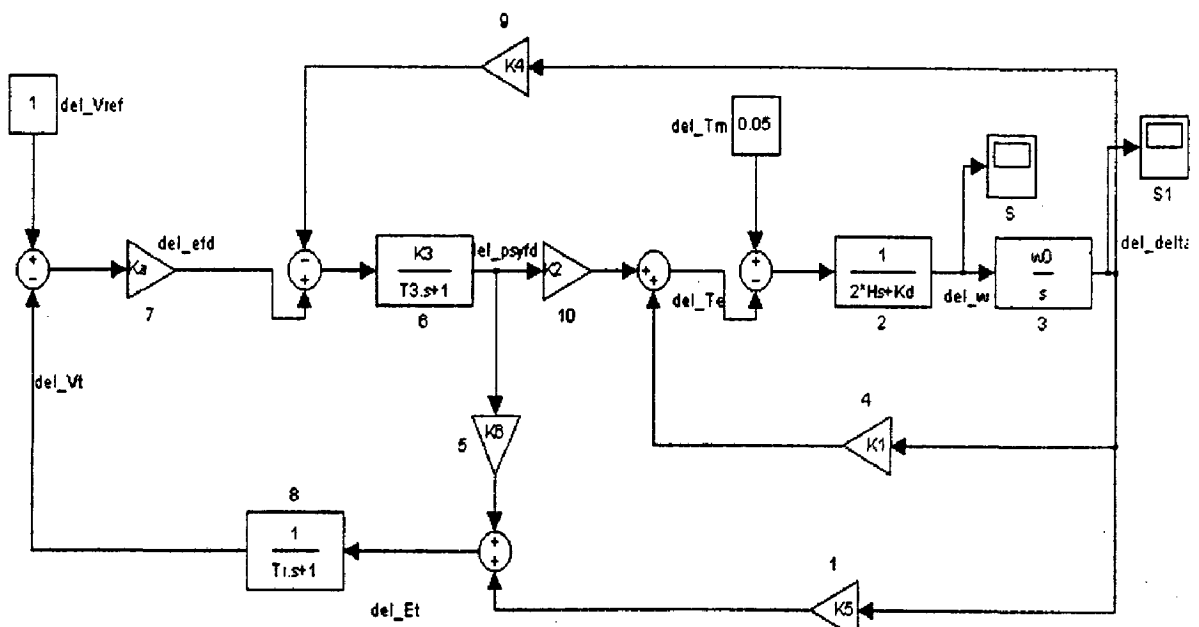 9
K4
1
del_Vref
del_Tm
0.05
S
S1
del_efd
Ka
7
K3
T3.s+1
6
del_psyfd
K2
10
del_Te
1
2*Hs+Kd
2
del_w
w0
s
3
del_delta
del_Vt
5
K6
4
K1
8
1
Tr.s+1
del_Et
1
K5